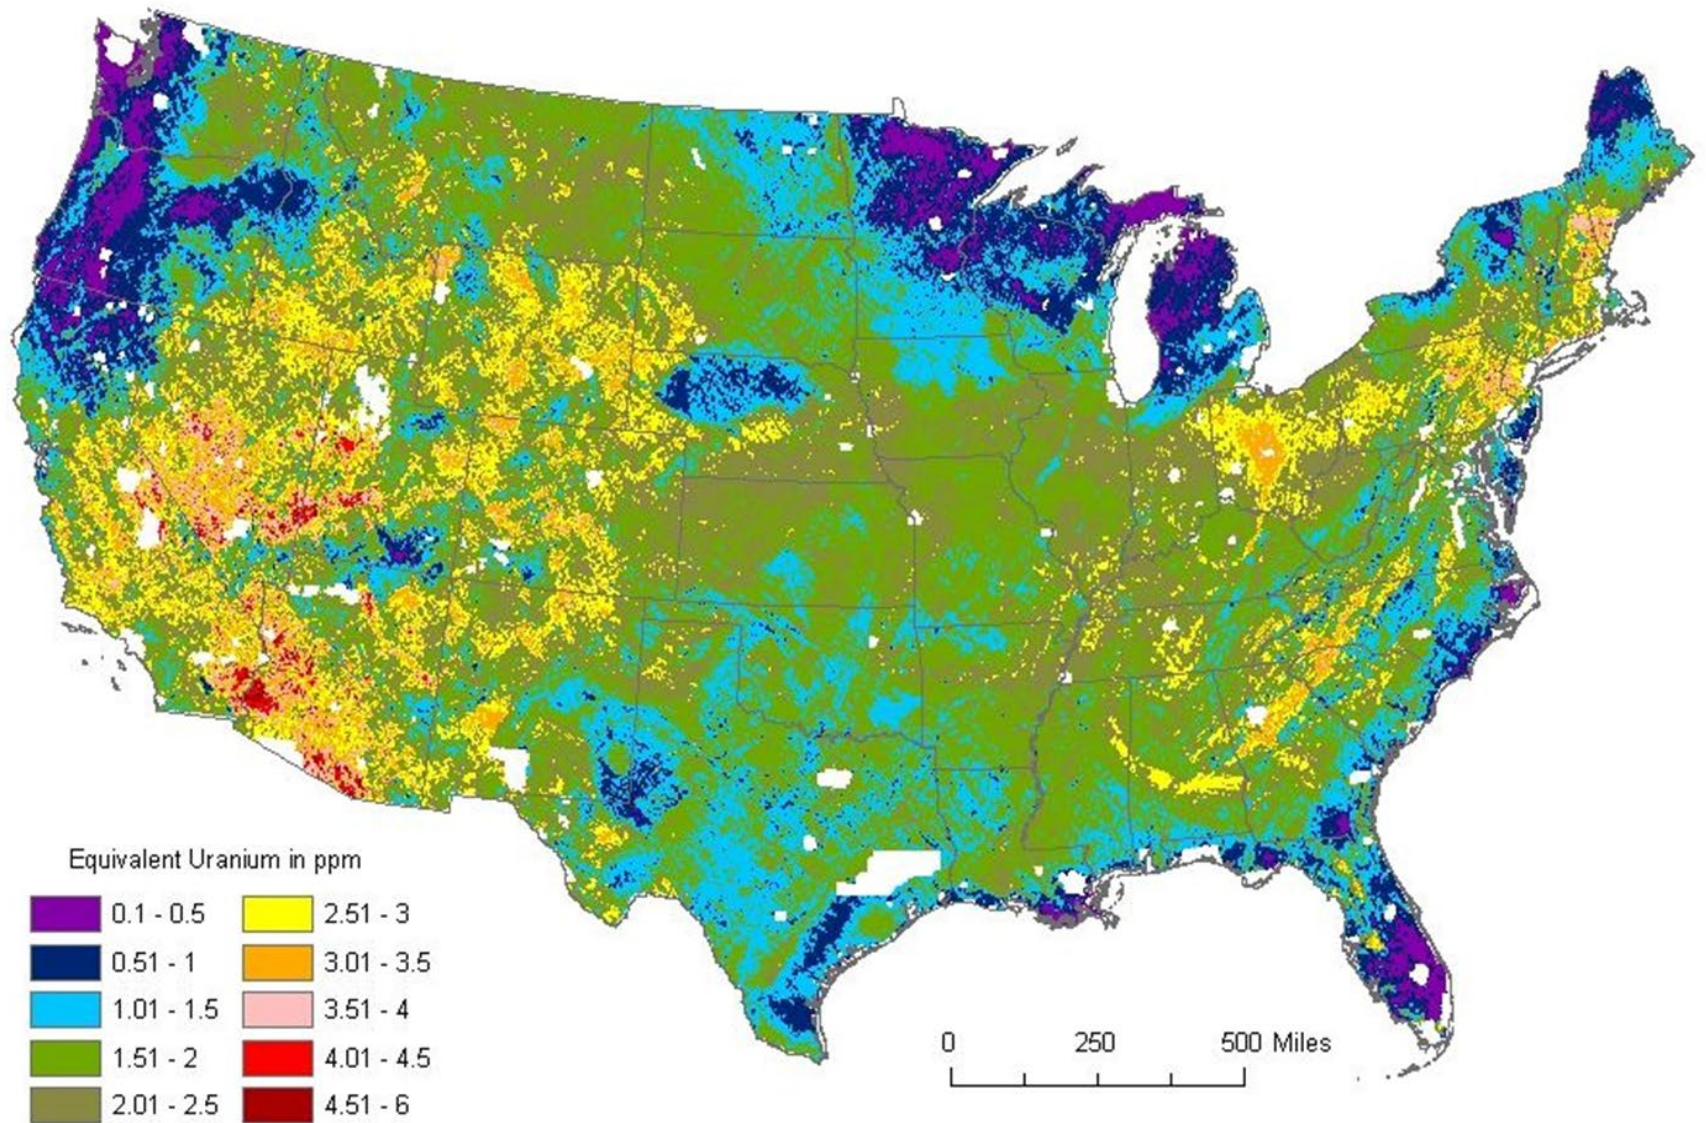 Equivalent Uranium in ppm
0.1 - 0.5
2.51 - 3
0.51 - 1
3.01 - 3.5
1.01 - 1.5
3.51 - 4
1.51 - 2
4.01 - 4.5
2.01 - 2.5
4.51 - 6
0 250 500 Miles